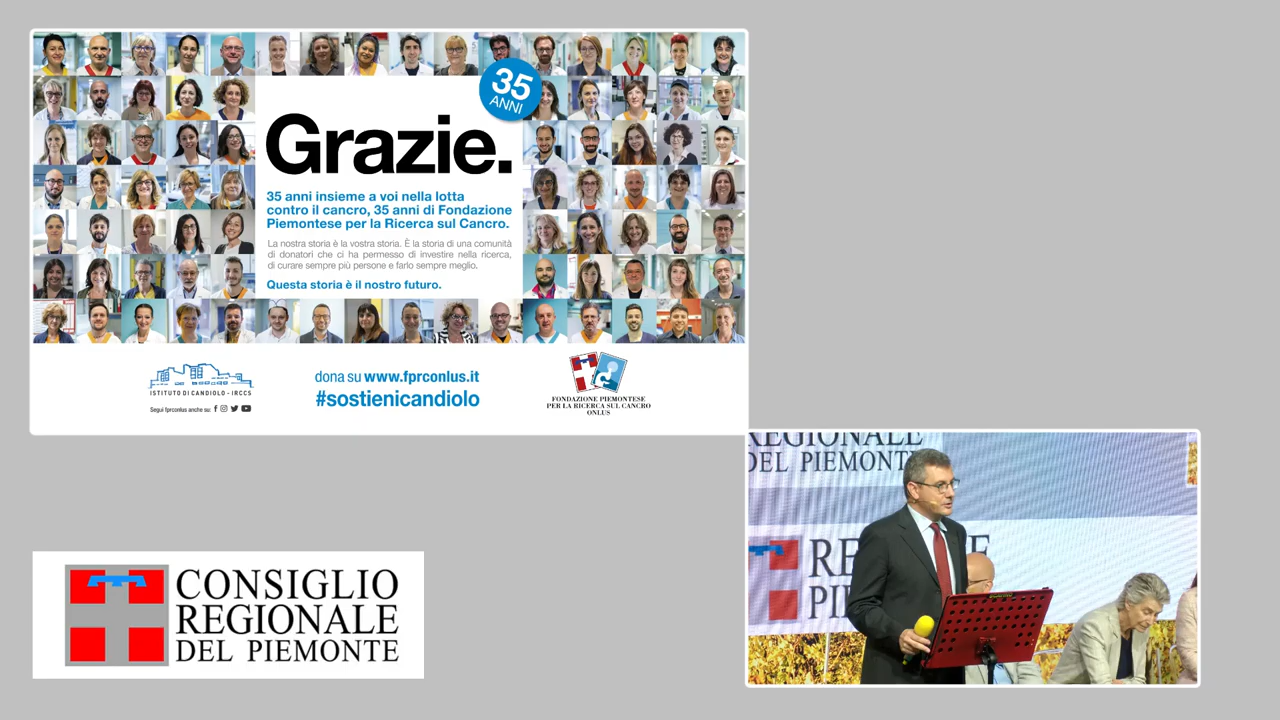 35
ANNI
Grazie.
35 anni insieme a voi nella lotta
contro il cancro, 35 anni di Fondazione
Piemontese per la Ricerca sul Cancro.
La nostra storia è la vostra storia. È la storia di una comunità
di donatori che ci ha permesso di investire nella ricerca,
di curare sempre più persone e farlo sempre meglio.
Questa storia è il nostro futuro.
ISTITUTO DI CANDIOLO - IRCCS
Segui fprconlus anche su:
dona su www.fprconlus.it
#sostienicandiolo
FONDAZIONE PIEMONTESE
PER LA RICERCA SUL CANCRO
ONLUS
REGIONALE
DEL PIEMONTE
RE E
PI
CONSIGLIO
REGIONALE
DEL PIEMONTE